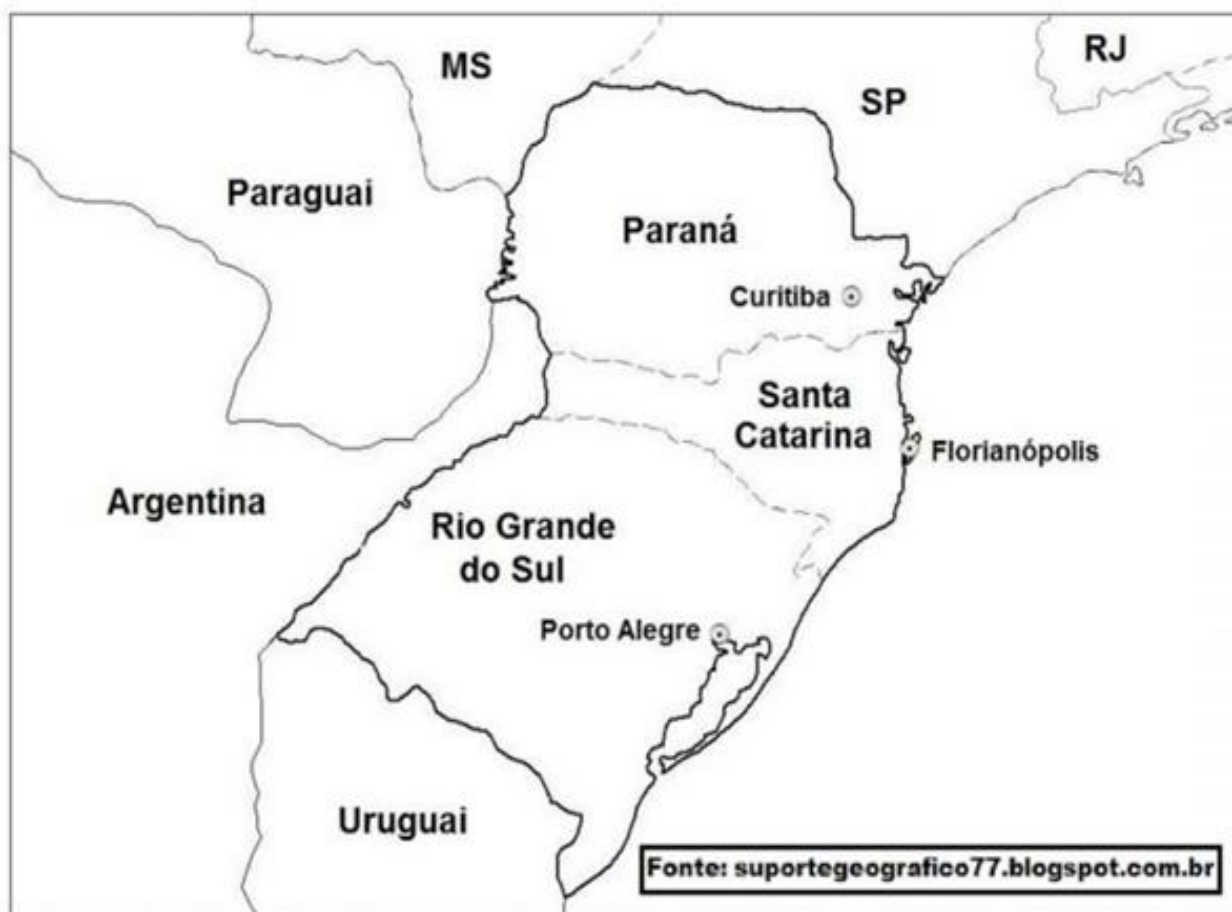 MS
RJ
SP
Paraguai
Paraná
Curitiba
Santa
Catarina
Florianópolis
Argentina
Rio Grande
do Sul
Porto Alegre
Uruguai
Fonte: suportegeografico77.blogspot.com.br